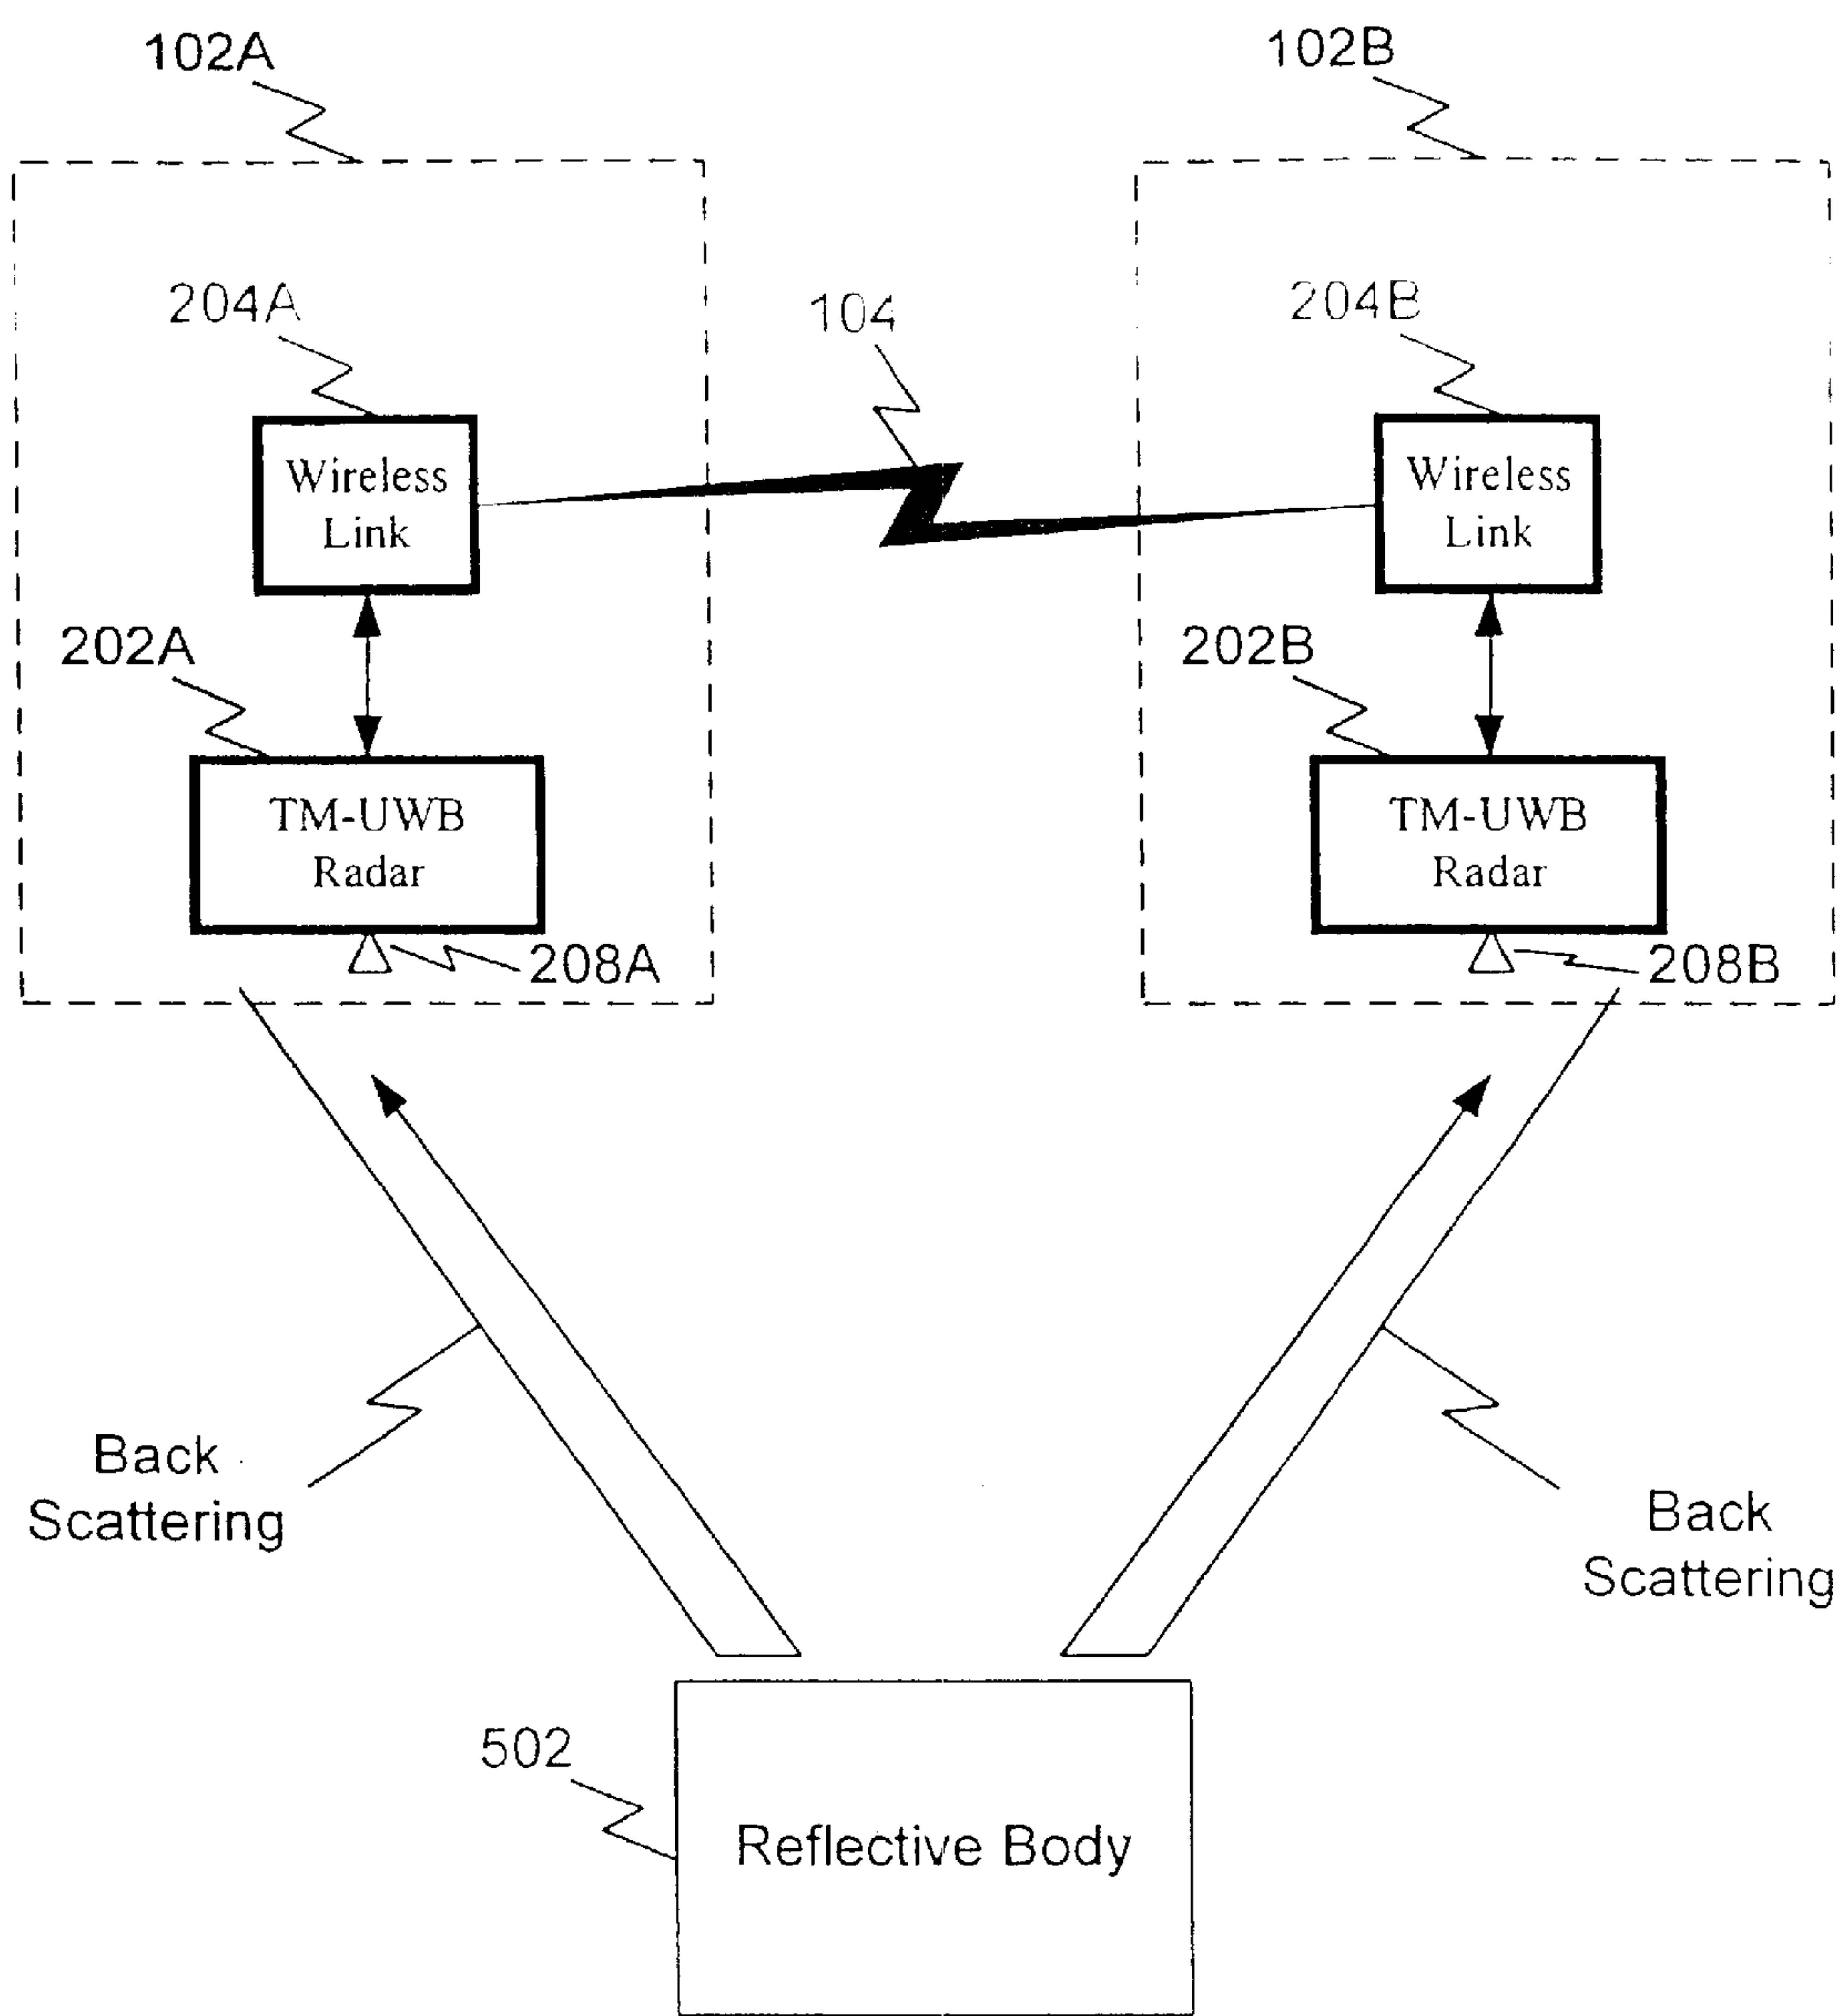 102A
102B
204A
104
204B
Wireless
Link
Wireless
Link
202A
202B
TM-UWB
Radar
TM-UWB
Radar
208A
208B
Back
Scattering
Back
Scattering
502
Reflective Body